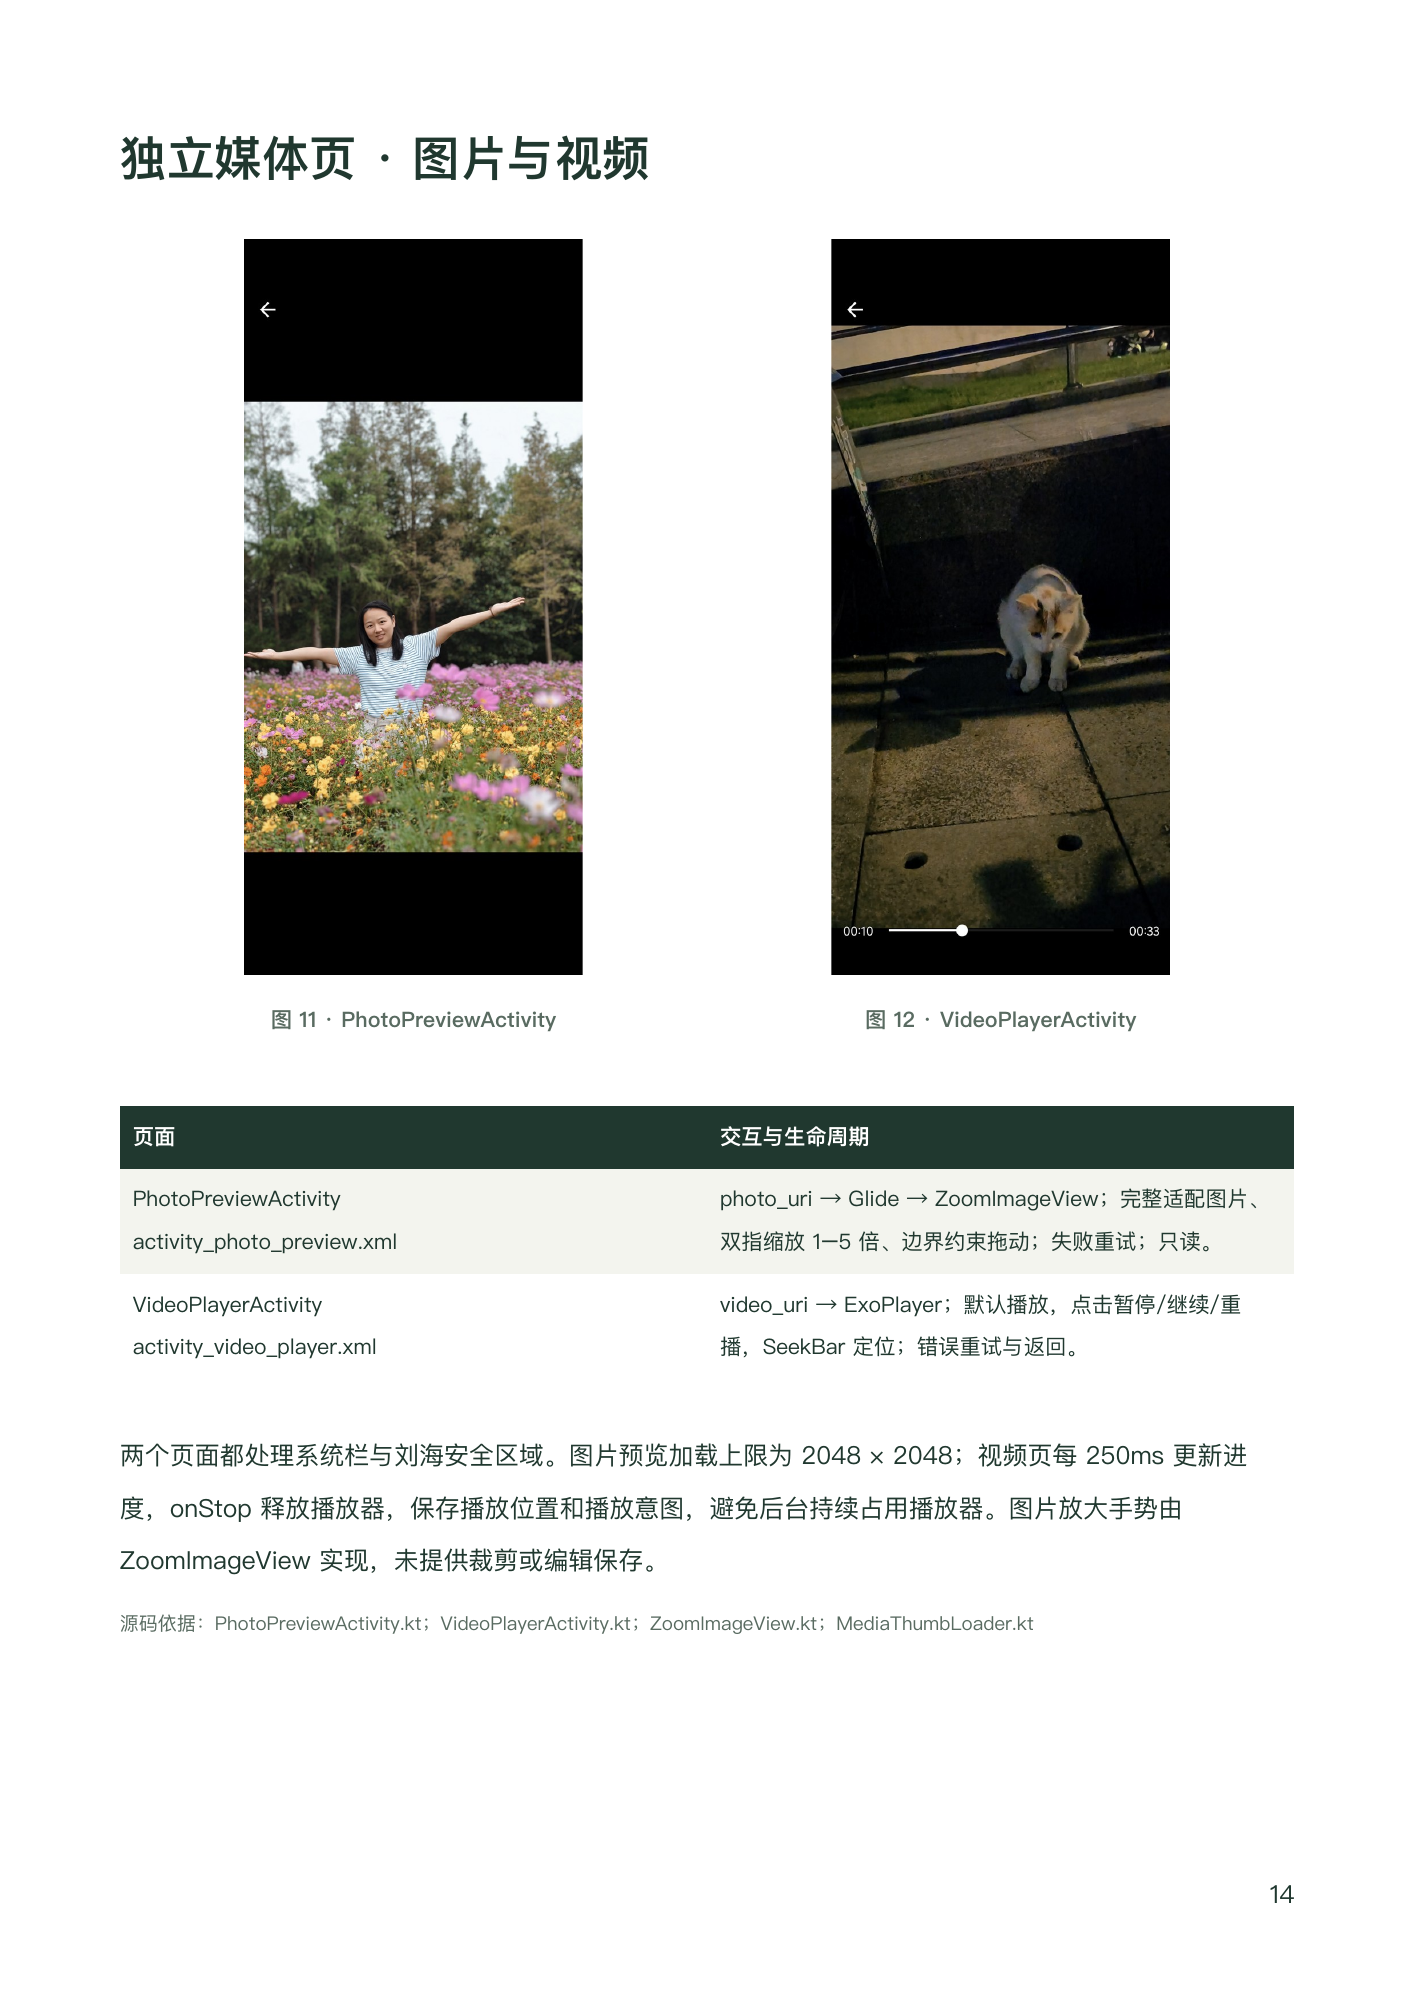 独立媒体页 · 图片与视频
00:10
00:33
图 11 · PhotoPreviewActivity
图 12 · VideoPlayerActivity
页面
交互与生命周期
PhotoPreviewActivity
activity_photo_preview.xml
photo_uri → Glide → ZoomImageView；完整适配图片、
双指缩放 1—5 倍、边界约束拖动；失败重试；只读。
VideoPlayerActivity
activity_video_player.xml
video_uri → ExoPlayer；默认播放，点击暂停/继续/重
播，SeekBar 定位；错误重试与返回。
两个页面都处理系统栏与刘海安全区域。图片预览加载上限为 2048 × 2048；视频页每 250ms 更新进
度，onStop 释放播放器，保存播放位置和播放意图，避免后台持续占用播放器。图片放大手势由
ZoomImageView 实现，未提供裁剪或编辑保存。
源码依据：PhotoPreviewActivity.kt；VideoPlayerActivity.kt；ZoomImageView.kt；MediaThumbLoader.kt
14